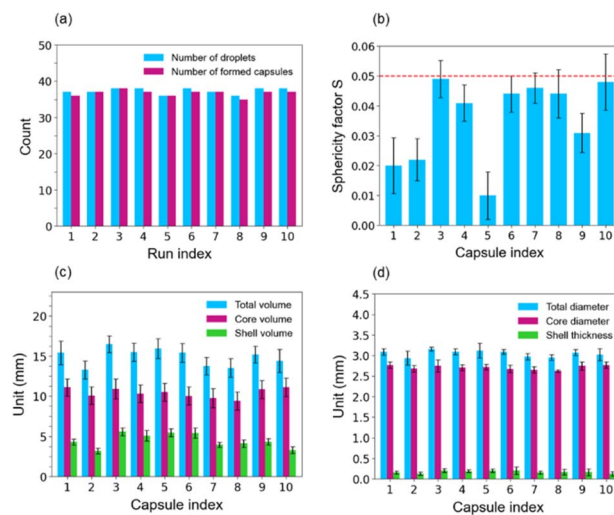 (a)
50
40
30
20
10
0
Count
Number of droplets
Number of formed capsules
1 2 3 4 5 6 7 8 9 10
Run index
(b)
0.06
0.05
0.04
0.03
0.02
0.01
0.00
Sphericity factor S
1 2 3 4 5 6 7 8 9 10
Capsule index
(c)
20
15
10
5
0
Unit (mm)
Total volume
Core volume
Shell volume
1 2 3 4 5 6 7 8 9 10
Capsule index
(d)
4.5
4.0
3.5
3.0
2.5
2.0
1.5
1.0
0.5
0.0
Unit (mm)
Total diameter
Core diameter
Shell thickness
1 2 3 4 5 6 7 8 9 10
Capsule index